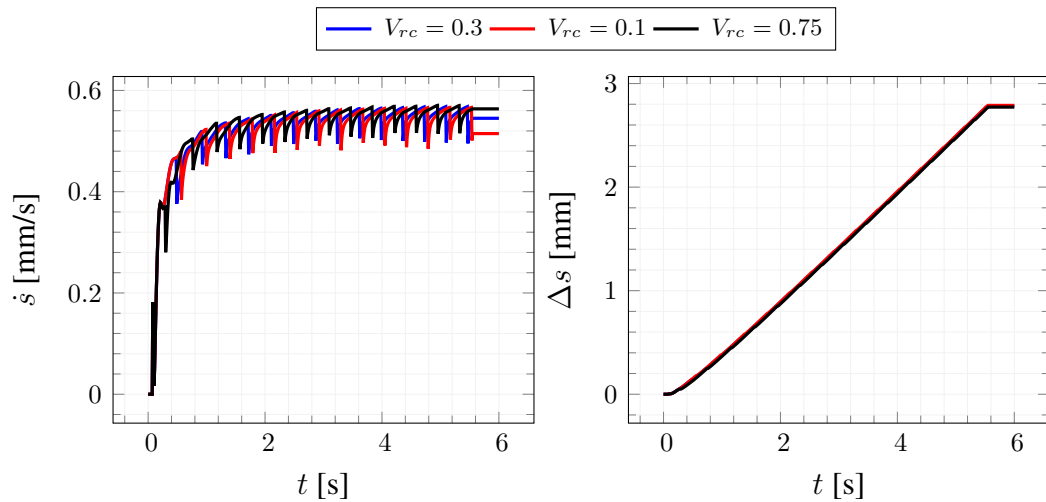 V_rc = 0.3 V_rc = 0.1 V_rc = 0.75
0.6
0.4
0.2
0
ṡ [mm/s]
0 2 4 6
t [s]
3
2
1
0
Δs [mm]
0 2 4 6
t [s]